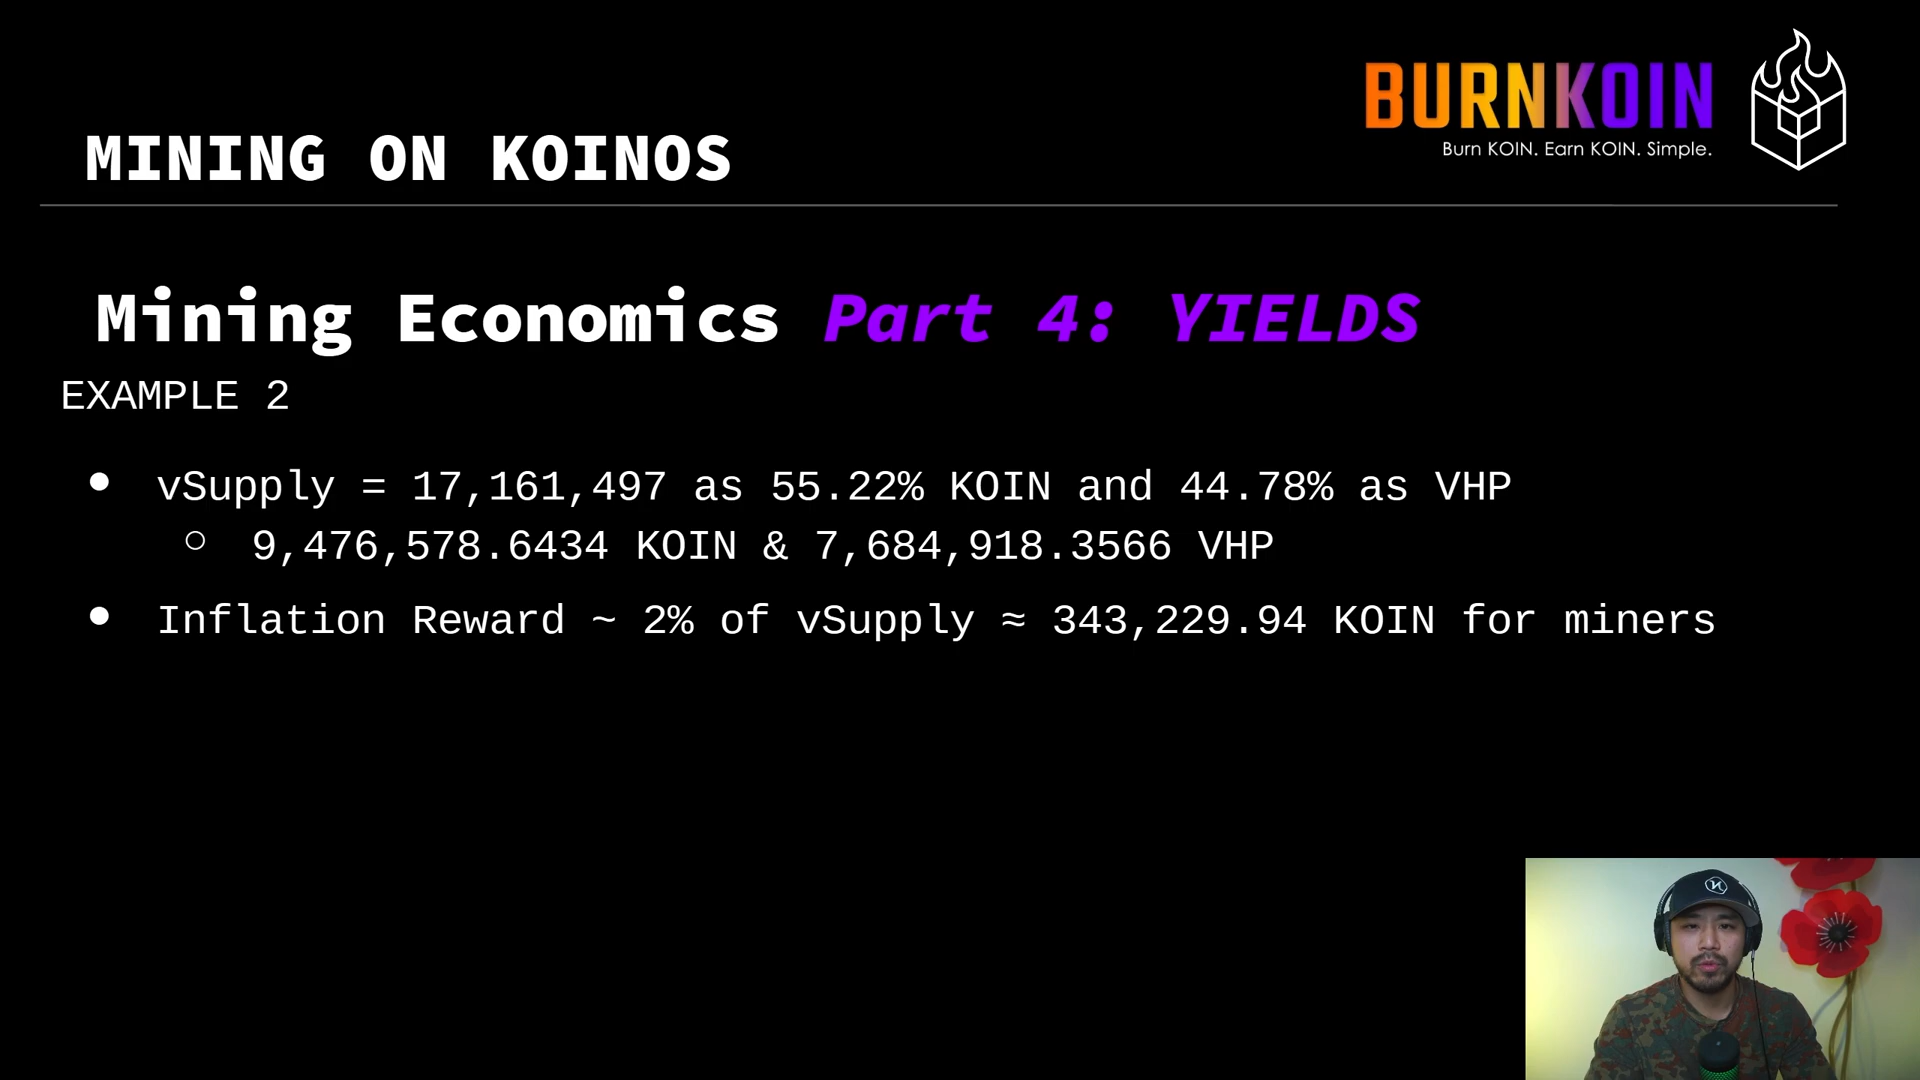 BURNKOIN
Burn KOIN. Earn KOIN. Simple.
MINING ON KOINOS
Mining Economics Part 4: YIELDS
EXAMPLE 2
● vSupply = 17,161,497 as 55.22% KOIN and 44.78% as VHP
○ 9,476,578.6434 KOIN & 7,684,918.3566 VHP
● Inflation Reward ~ 2% of vSupply ≈ 343,229.94 KOIN for miners